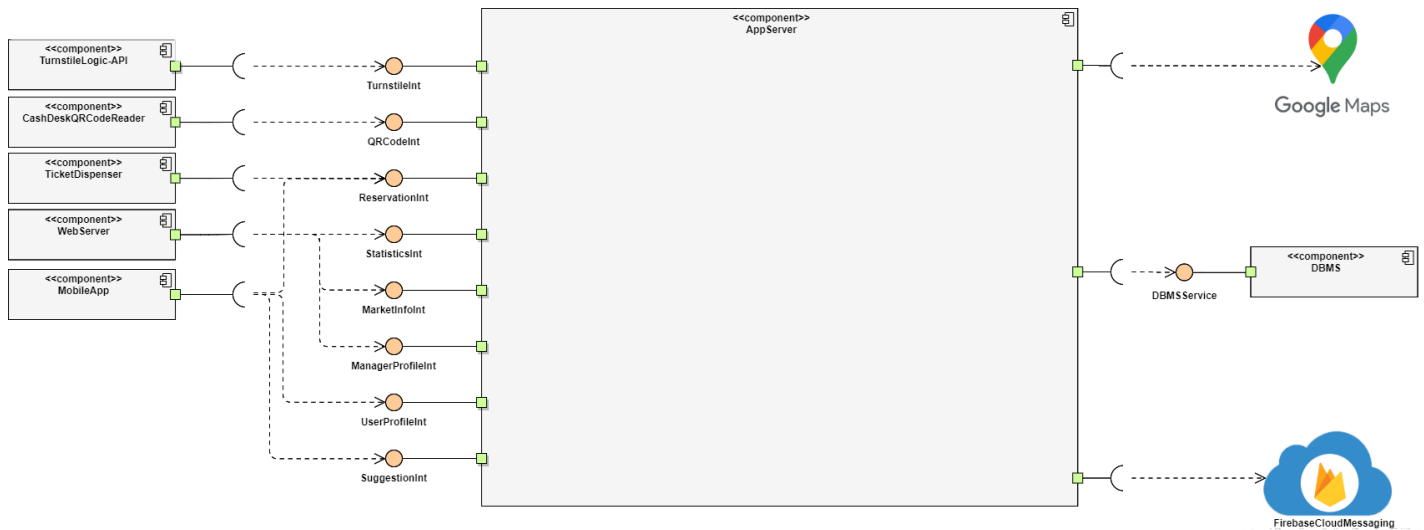 <<component>>
TurnstileLogic-API
<<component>>
CashDeskQRCodeReader
<<component>>
TicketDispenser
<<component>>
WebServer
<<component>>
MobileApp
TurnstileInt
QRCodeInt
ReservationInt
StatisticsInt
MarketInfoInt
ManagerProfileInt
UserProfileInt
SuggestionInt
<<component>>
AppServer
Google Maps
DBMSService
<<component>>
DBMS
FirebaseCloudMessaging